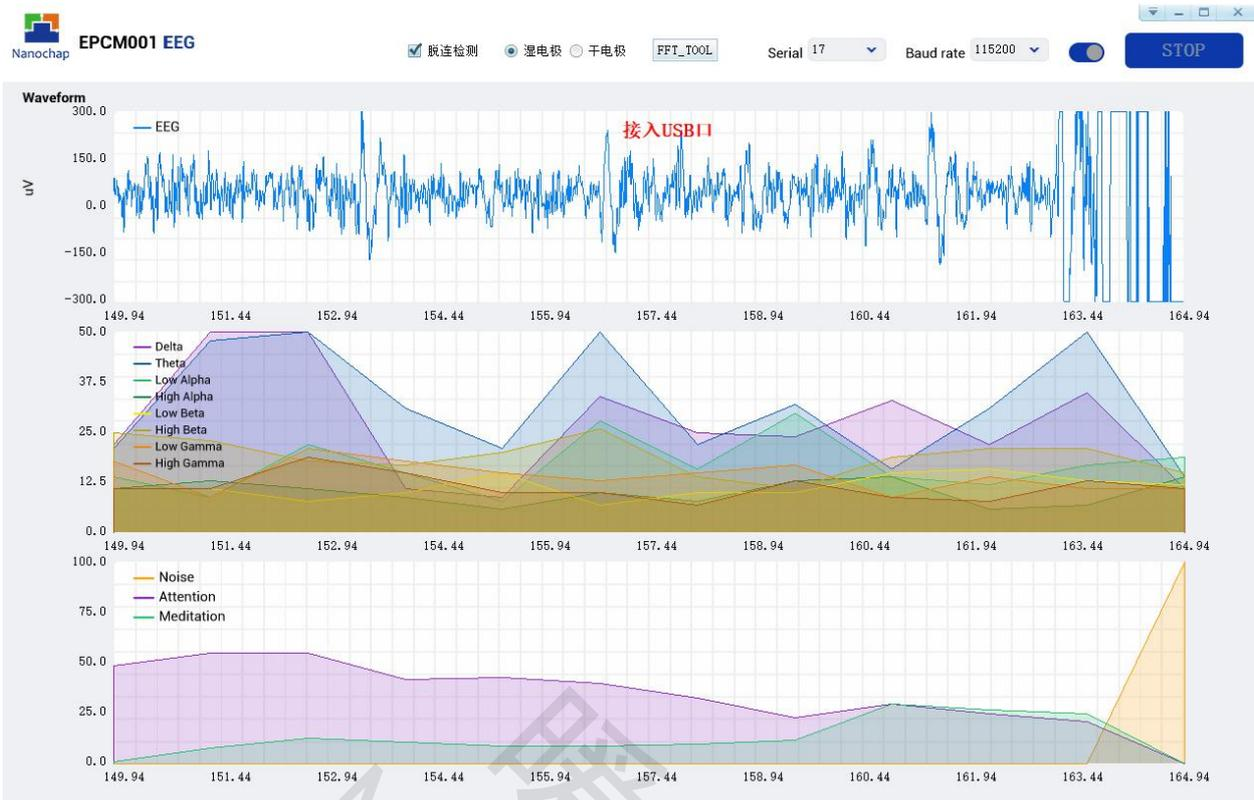 Nanochap
EPCM001 EEG
脱连检测
湿电极
干电极
FFT_TOOL
Serial 17
Baud rate 115200
STOP
Waveform
EEG
接入USB口
uV
300.0
150.0
0.0
-150.0
-300.0
149.94 151.44 152.94 154.44 155.94 157.44 158.94 160.44 161.94 163.44 164.94
50.0
37.5
25.0
12.5
0.0
Delta
Theta
Low Alpha
High Alpha
Low Beta
High Beta
Low Gamma
High Gamma
149.94 151.44 152.94 154.44 155.94 157.44 158.94 160.44 161.94 163.44 164.94
100.0
75.0
50.0
25.0
0.0
Noise
Attention
Meditation
149.94 151.44 152.94 154.44 155.94 157.44 158.94 160.44 161.94 163.44 164.94